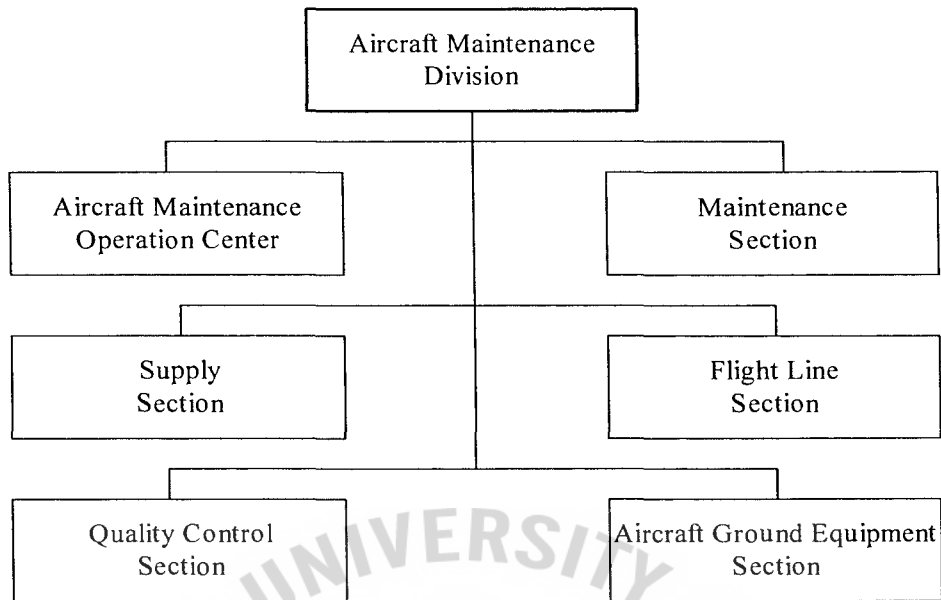 Aircraft Maintenance
Division
Aircraft Maintenance
Operation Center
Maintenance
Section
Supply
Section
Flight Line
Section
Quality Control
Section
Aircraft Ground Equipment
Section
UNIVERSITY